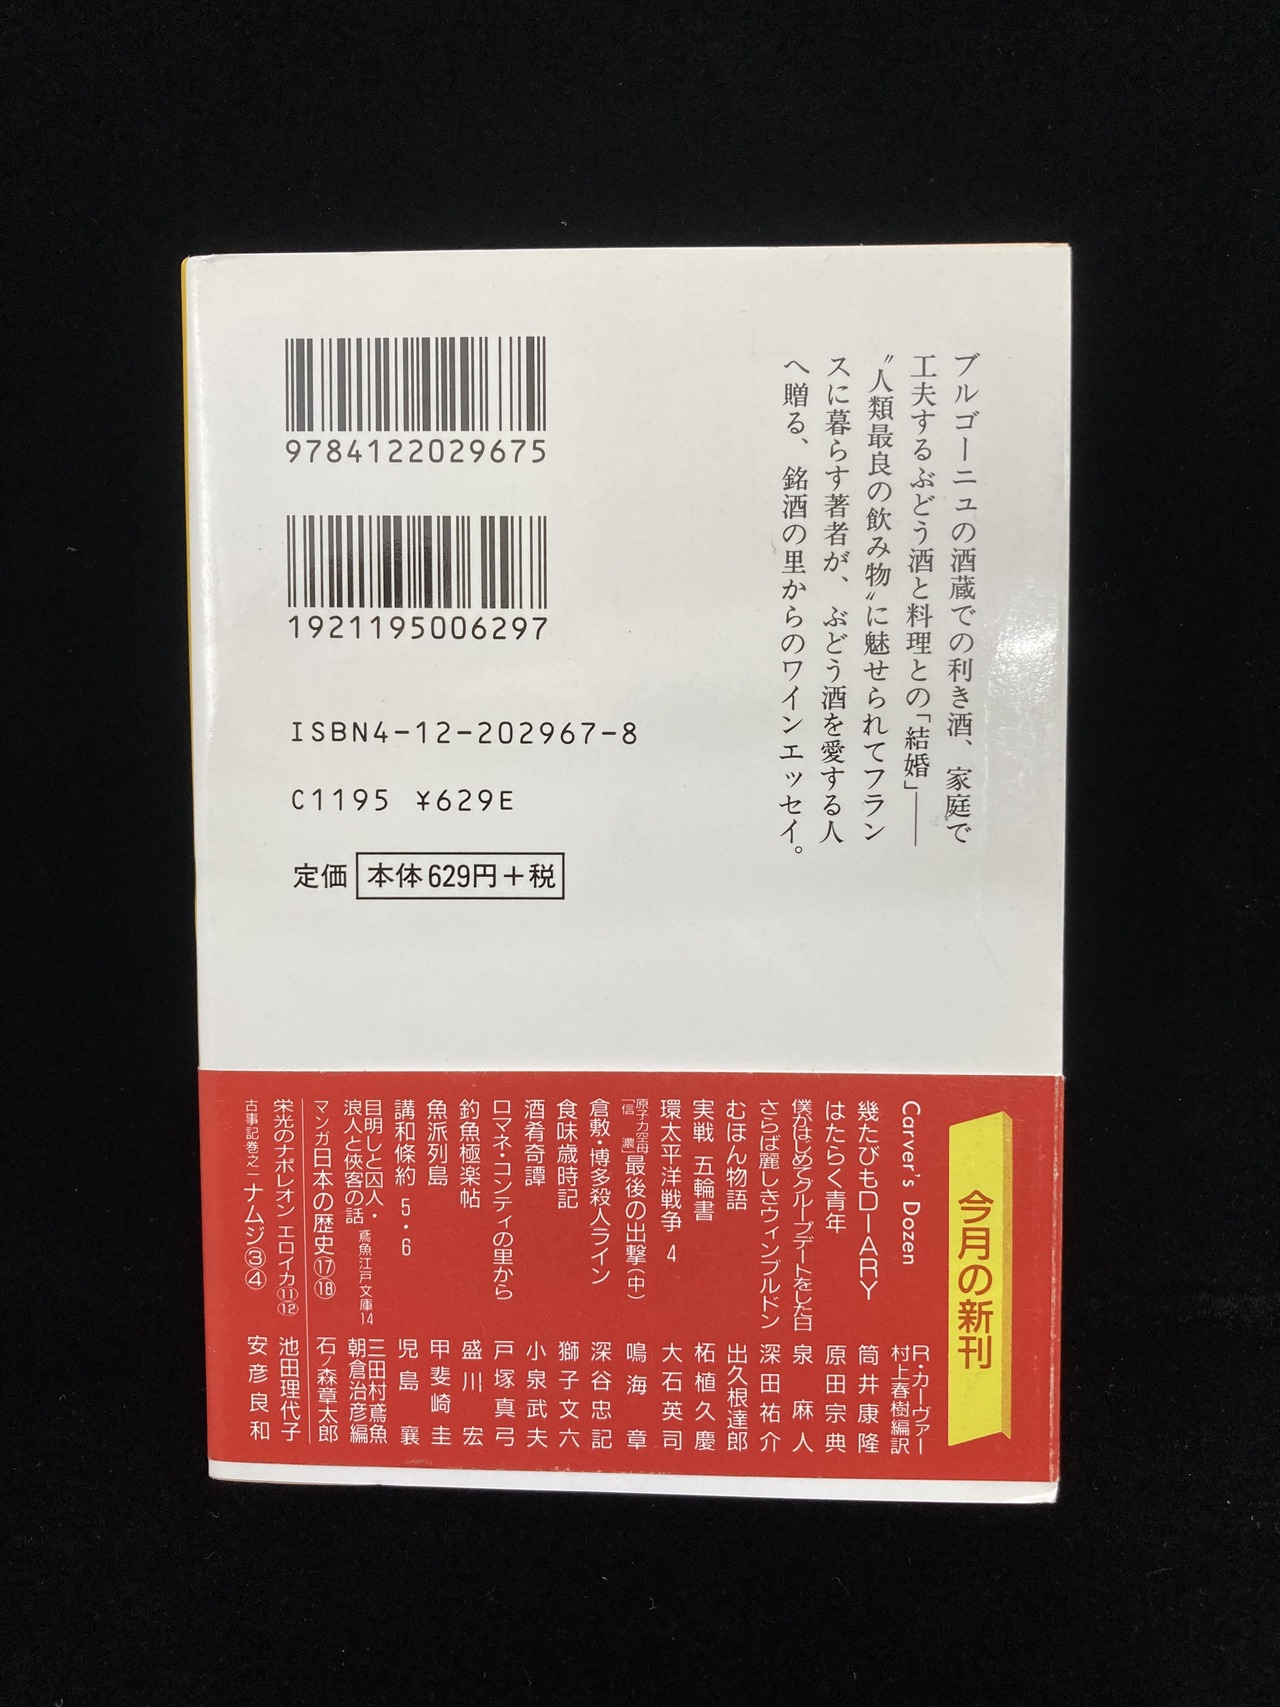 ブルゴーニュの酒蔵での利き酒、家庭で
工夫するぶどう酒と料理との「結婚」――
〝人類最良の飲み物〟に魅せられてフラン
スに暮らす著者が、ぶどう酒を愛する人
へ贈る、銘酒の里からのワインエッセイ。
9784122029675
1921195006297
ISBN4-12-202967-8
C1195 ¥629E
定価 本体629円+税
今月の新刊
Carver's Dozen R・カーヴァー 村上春樹編訳
幾たびもDIARY 筒井康隆
はたらく青年 原田宗典
僕がはじめてグループデートをした日 泉麻人
さらば麗しきウィンブルドン 深田祐介
むほん物語 出久根達郎
実戦 五輪書 柘植久慶
環太平洋戦争 4 大石英司
原子力空母「信濃」最後の出撃(中) 鳴海章
倉敷・博多殺人ライン 深谷忠記
食味歳時記 獅子文六
酒肴奇譚 小泉武夫
ロマネ・コンティの里から 戸塚真弓
釣魚極楽帖 盛川宏
魚派列島 甲斐崎圭
講和條約 5・6 児島襄
目明しと囚人・浪人と俠客の話 鳶魚江戸文庫14 三田村鳶魚 朝倉治彦編
マンガ日本の歴史⑰⑱ 石ノ森章太郎
栄光のナポレオン エロイカ⑪⑫ 池田理代子
古事記巻之一 ナムジ③④ 安彦良和